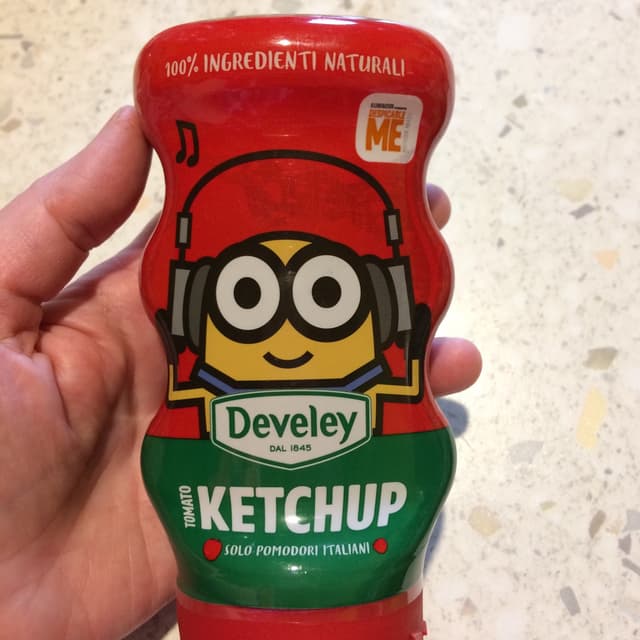 100% INGREDIENTI NATURALI
DESPICABLE
ME
Develey
DAL 1845
TOMATO
KETCHUP
SOLO POMODORI ITALIANI